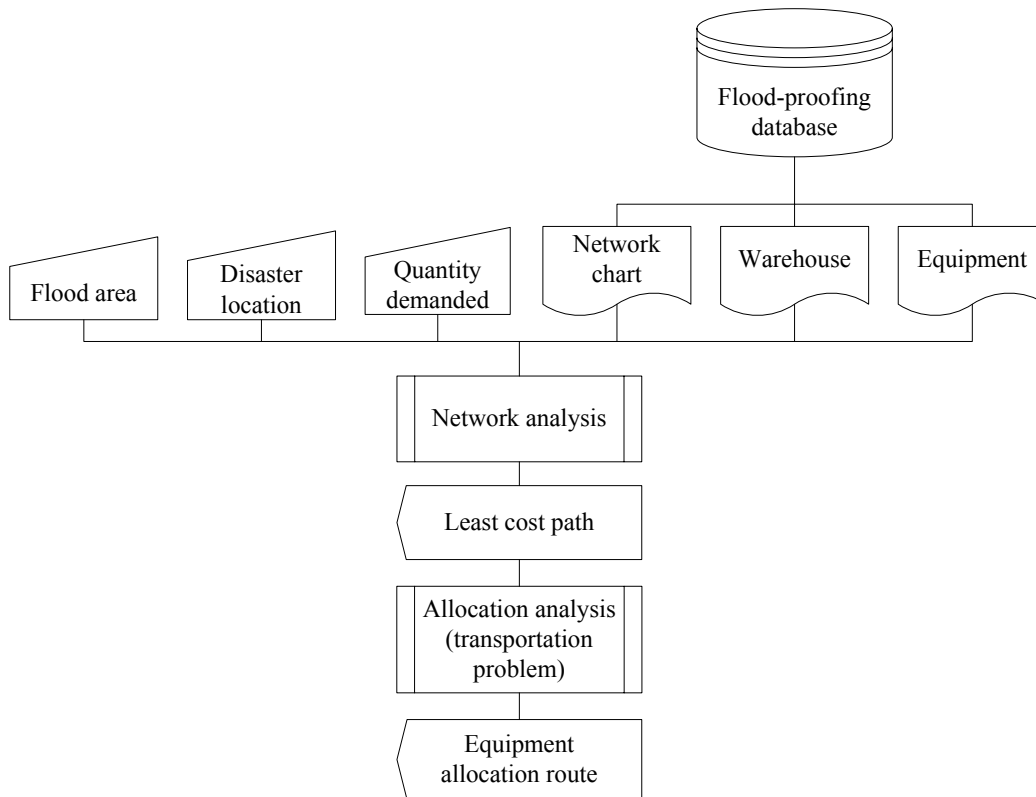 Flood-proofing
database
Flood area
Disaster
location
Quantity
demanded
Network
chart
Warehouse
Equipment
Network analysis
Least cost path
Allocation analysis
(transportation
problem)
Equipment
allocation route